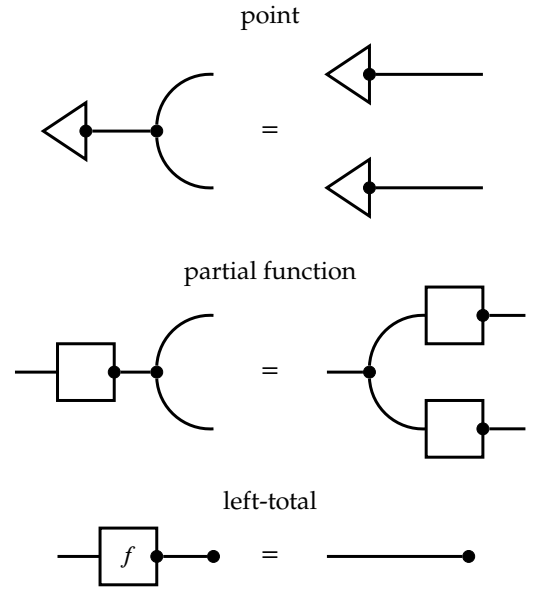 point
=
partial function
=
left-total
f
=